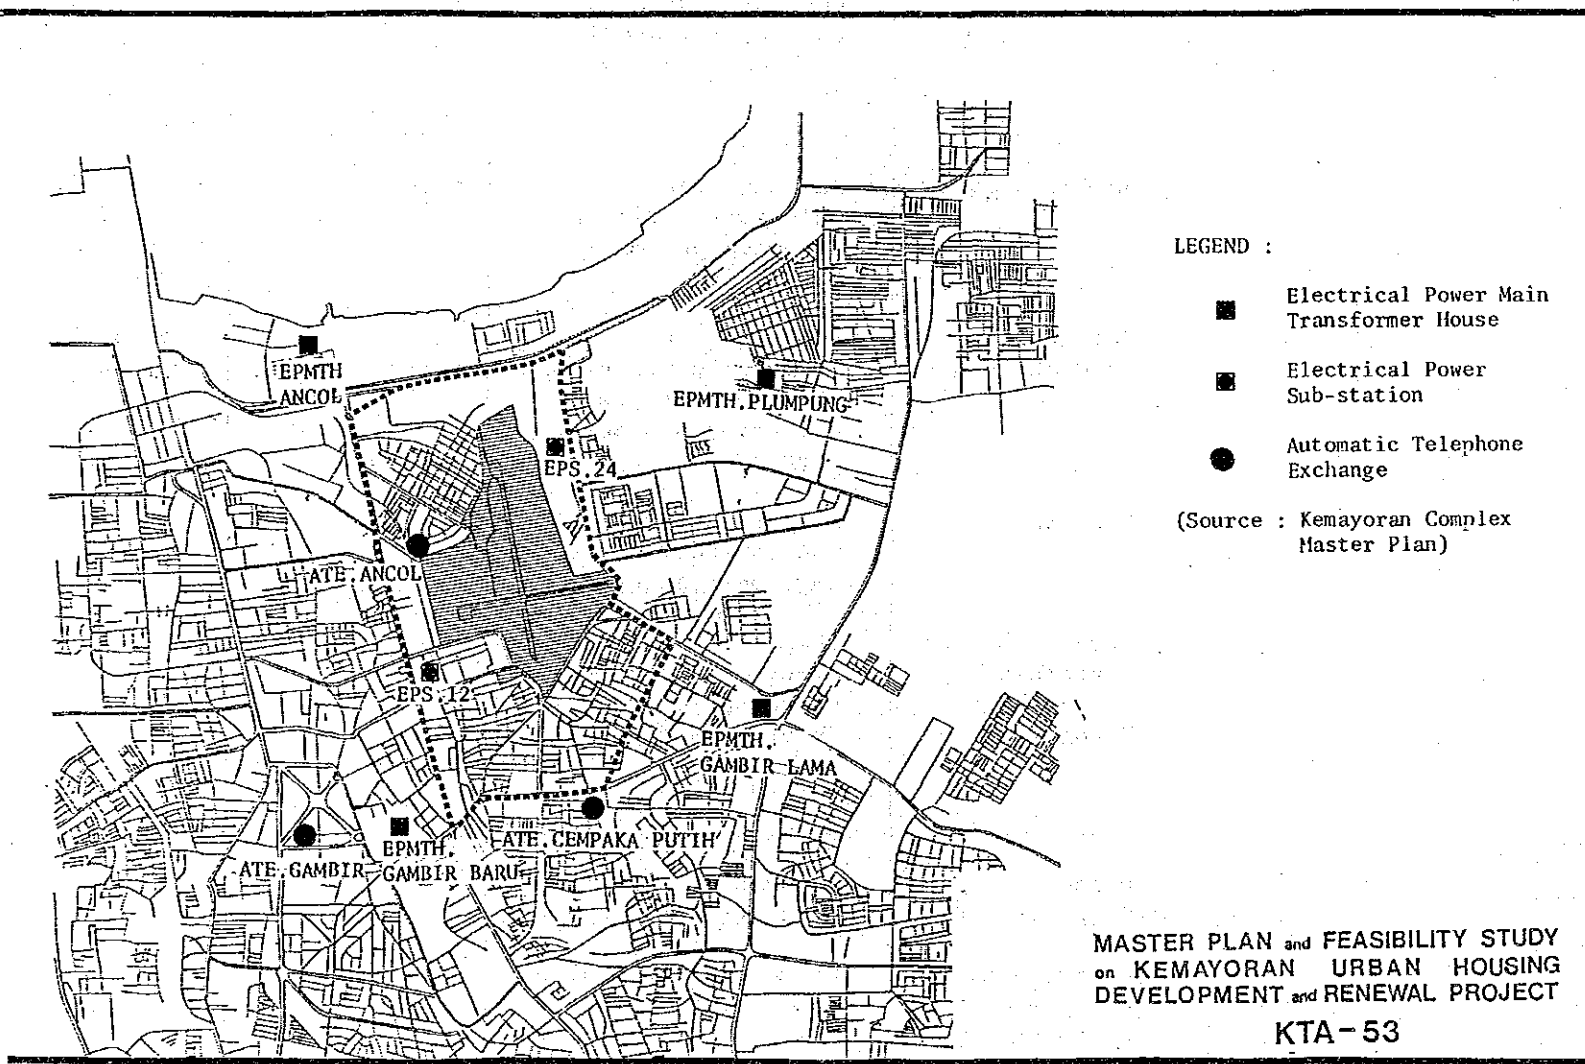 EPMTH
ANCOL
EPMTH.PLUMPUNG
EPS.24
ATE.ANCOL
EPS.12
EPMTH.
GAMBIR LAMA
ATE.CEMPAKA PUTIH
EPMTH.
GAMBIR BARU
ATE.GAMBIR
LEGEND :
Electrical Power Main
Transformer House
Electrical Power
Sub-station
Automatic Telephone
Exchange
(Source : Kemayoran Complex
Master Plan)
MASTER PLAN and FEASIBILITY STUDY
on KEMAYORAN URBAN HOUSING
DEVELOPMENT and RENEWAL PROJECT
KTA-53